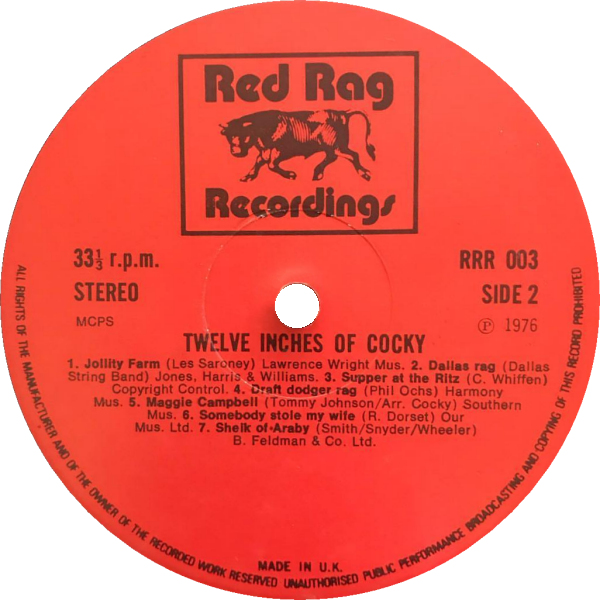 Red Rag
Recordings
33⅓ r.p.m.
RRR 003
STEREO
SIDE 2
MCPS
℗ 1976
TWELVE INCHES OF COCKY
1. Jollity Farm (Les Saroney) Lawrence Wright Mus. 2. Dallas rag (Dallas
String Band) Jones, Harris & Williams. 3. Supper at the Ritz (C. Whiffen)
Copyright Control. 4. Draft dodger rag (Phil Ochs) Harmony
Mus. 5. Maggie Campbell (Tommy Johnson/Arr. Cocky) Southern
Mus. 6. Somebody stole my wife (R. Dorset) Our
Mus. Ltd. 7. Sheik of Araby (Smith/Snyder/Wheeler)
B. Feldman & Co. Ltd.
MADE IN U.K.
ALL RIGHTS OF THE MANUFACTURER AND OF THE OWNER OF THE RECORDED WORK RESERVED UNAUTHORISED PUBLIC PERFORMANCE BROADCASTING AND COPYING OF THIS RECORD PROHIBITED